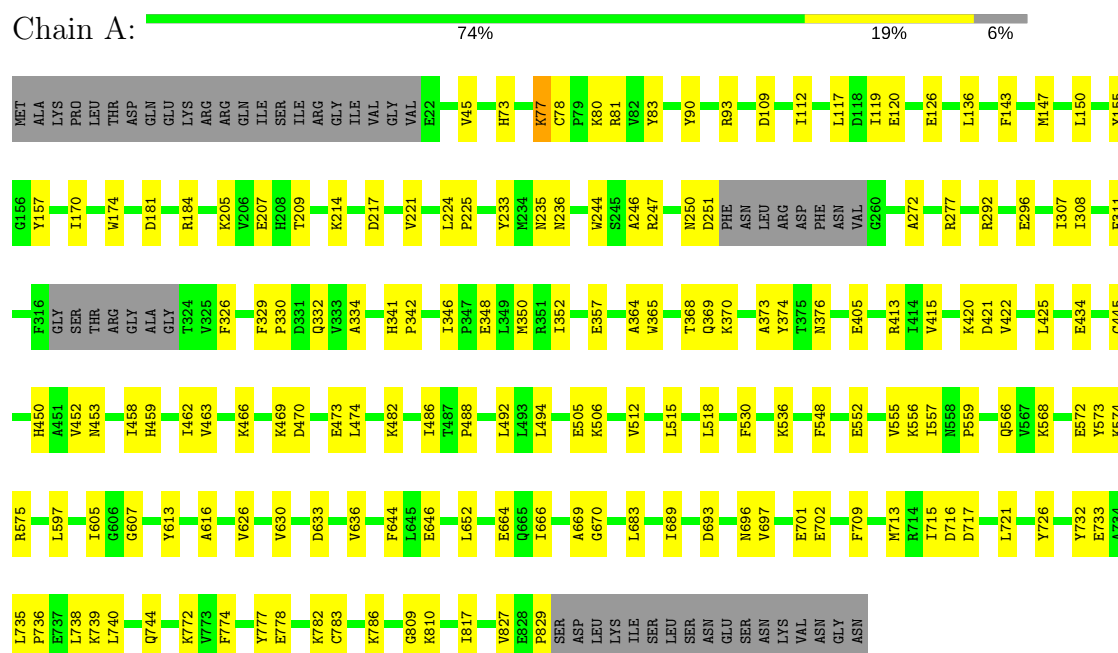 Chain A:
74% 19% 6%
MET ALA LYS PRO LEU THR ASP GLN GLU LYS ARG ARG GLN ILE SER ILE ARG GLY ILE VAL GLY VAL E22 V45 H73 K77 C78 P79 K80 R81 V82 Y83 Y90 R93 D109 I112 L117 D118 I119 E120 E126 L136 F143 M147 L150
G156 Y157 I170 W174 D181 R184 K205 V206 E207 H208 T209 K214 D217 V221 L224 P225 Y233 M234 N235 N236 W244 S245 A246 R247 N250 D251 PHE ASN LEU ARG ASP PHE ASN VAL G260 A272 R277 R292 E296 I307 I308
F316 GLY SER THR ARG GLY ALA GLY T324 V325 F326 F329 P330 D331 Q332 V333 A334 H341 P342 I346 P347 E348 L349 M350 R351 I352 E357 A364 W365 T368 Q369 K370 A373 Y374 T375 N376 E405 R413 I414 V415 K420 D421 V422 L425 E434
H450 A451 V452 N453 I458 H459 I462 V463 K466 K469 D470 E473 L474 K482 I486 T487 P488 L492 L493 L494 E505 K506 V512 L515 L518 F530 K536 F548 E552 V555 K556 I557 N558 P559 Q566 V567 K568 E572 Y573
R575 L597 I605 G606 G607 Y613 A616 V626 V630 D633 V636 F644 L645 E646 L652 E664 Q665 I666 A669 G670 L683 I689 D693 N696 V697 E701 E702 F709 M713 R714 I715 D716 D717 L721 Y726 Y732 E733
L735 P736 E737 L738 K739 L740 Q744 K772 V773 F774 Y777 E778 K782 C783 K786 G809 K810 I817 V827 E828 P829 SER ASP LEU LYS ILE SER LEU SER ASN GLU SER ASN LYS VAL ASN GLY ASN